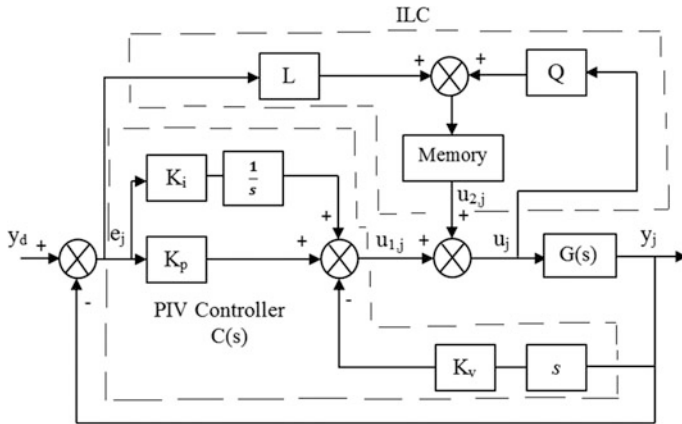 ILC
+
+
L
Q
Memory
u2,j
+
Ki
1
s
+
yd
+
ej
Kp
+
u1,j
+
uj
G(s)
yj
-
-
PIV Controller
C(s)
Kv
s